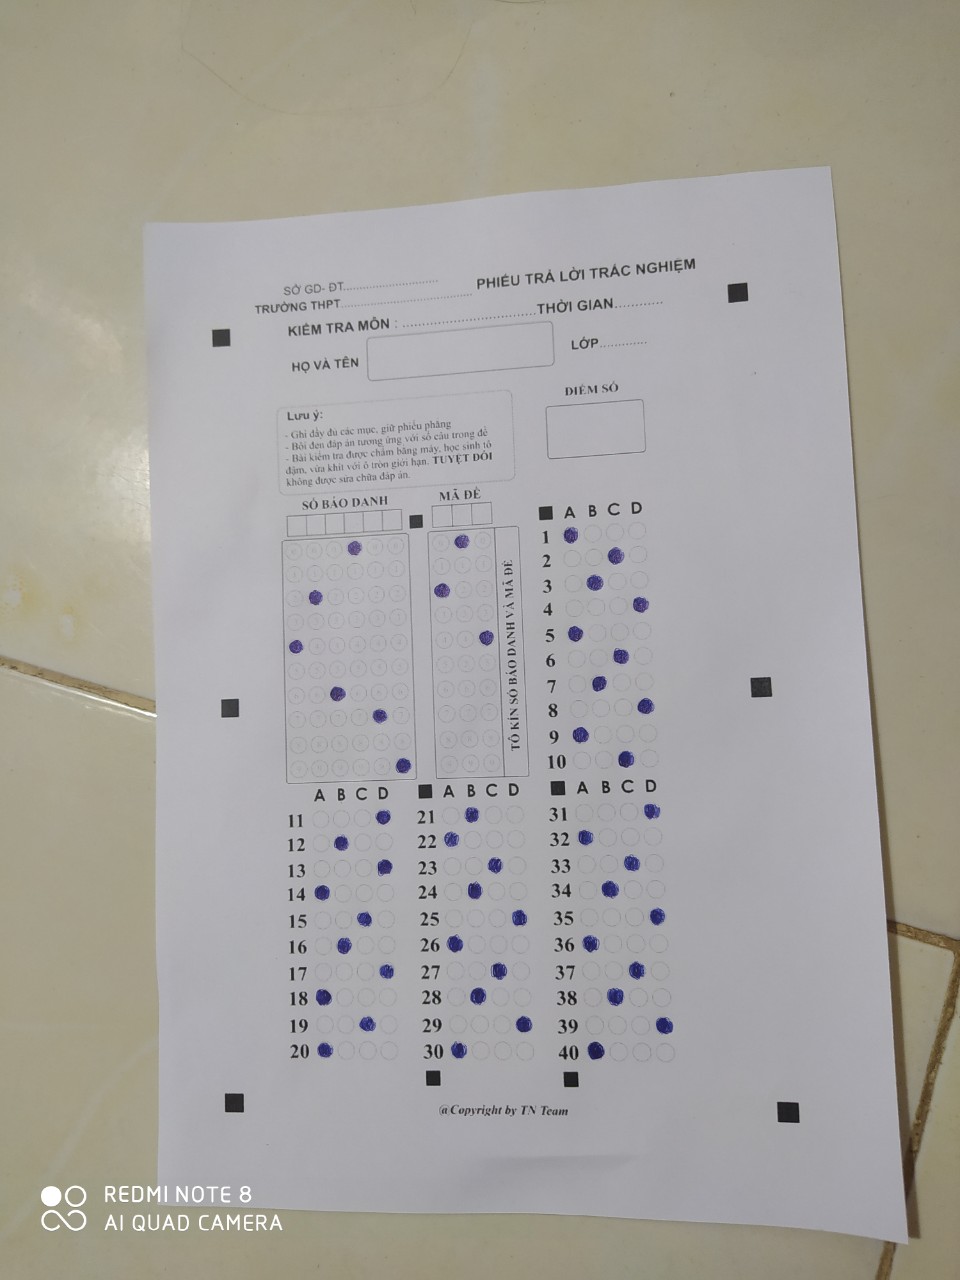 SỞ GD- ĐT..........................
PHIẾU TRẢ LỜI TRẮC NGHIỆM
TRƯỜNG THPT....................................
KIỂM TRA MÔN : ..................................THỜI GIAN............
HỌ VÀ TÊN
LỚP............
ĐIỂM SỐ
Lưu ý:
- Ghi đầy đủ các mục, giữ phiếu phẳng
- Bôi đen đáp án tương ứng với số câu trong đề
- Bài kiểm tra được chấm bằng máy, học sinh tô
đậm, vừa khít với ô tròn giới hạn. TUYỆT ĐỐI
không được sửa chữa đáp án.
SỐ BÁO DANH
MÃ ĐỀ
TÔ KÍN SỐ BÁO DANH VÀ MÃ ĐỀ
A B C D
1
2
3
4
5
6
7
8
9
10
A B C D
11
12
13
14
15
16
17
18
19
20
A B C D
21
22
23
24
25
26
27
28
29
30
A B C D
31
32
33
34
35
36
37
38
39
40
@Copyright by TN Team
REDMI NOTE 8
AI QUAD CAMERA